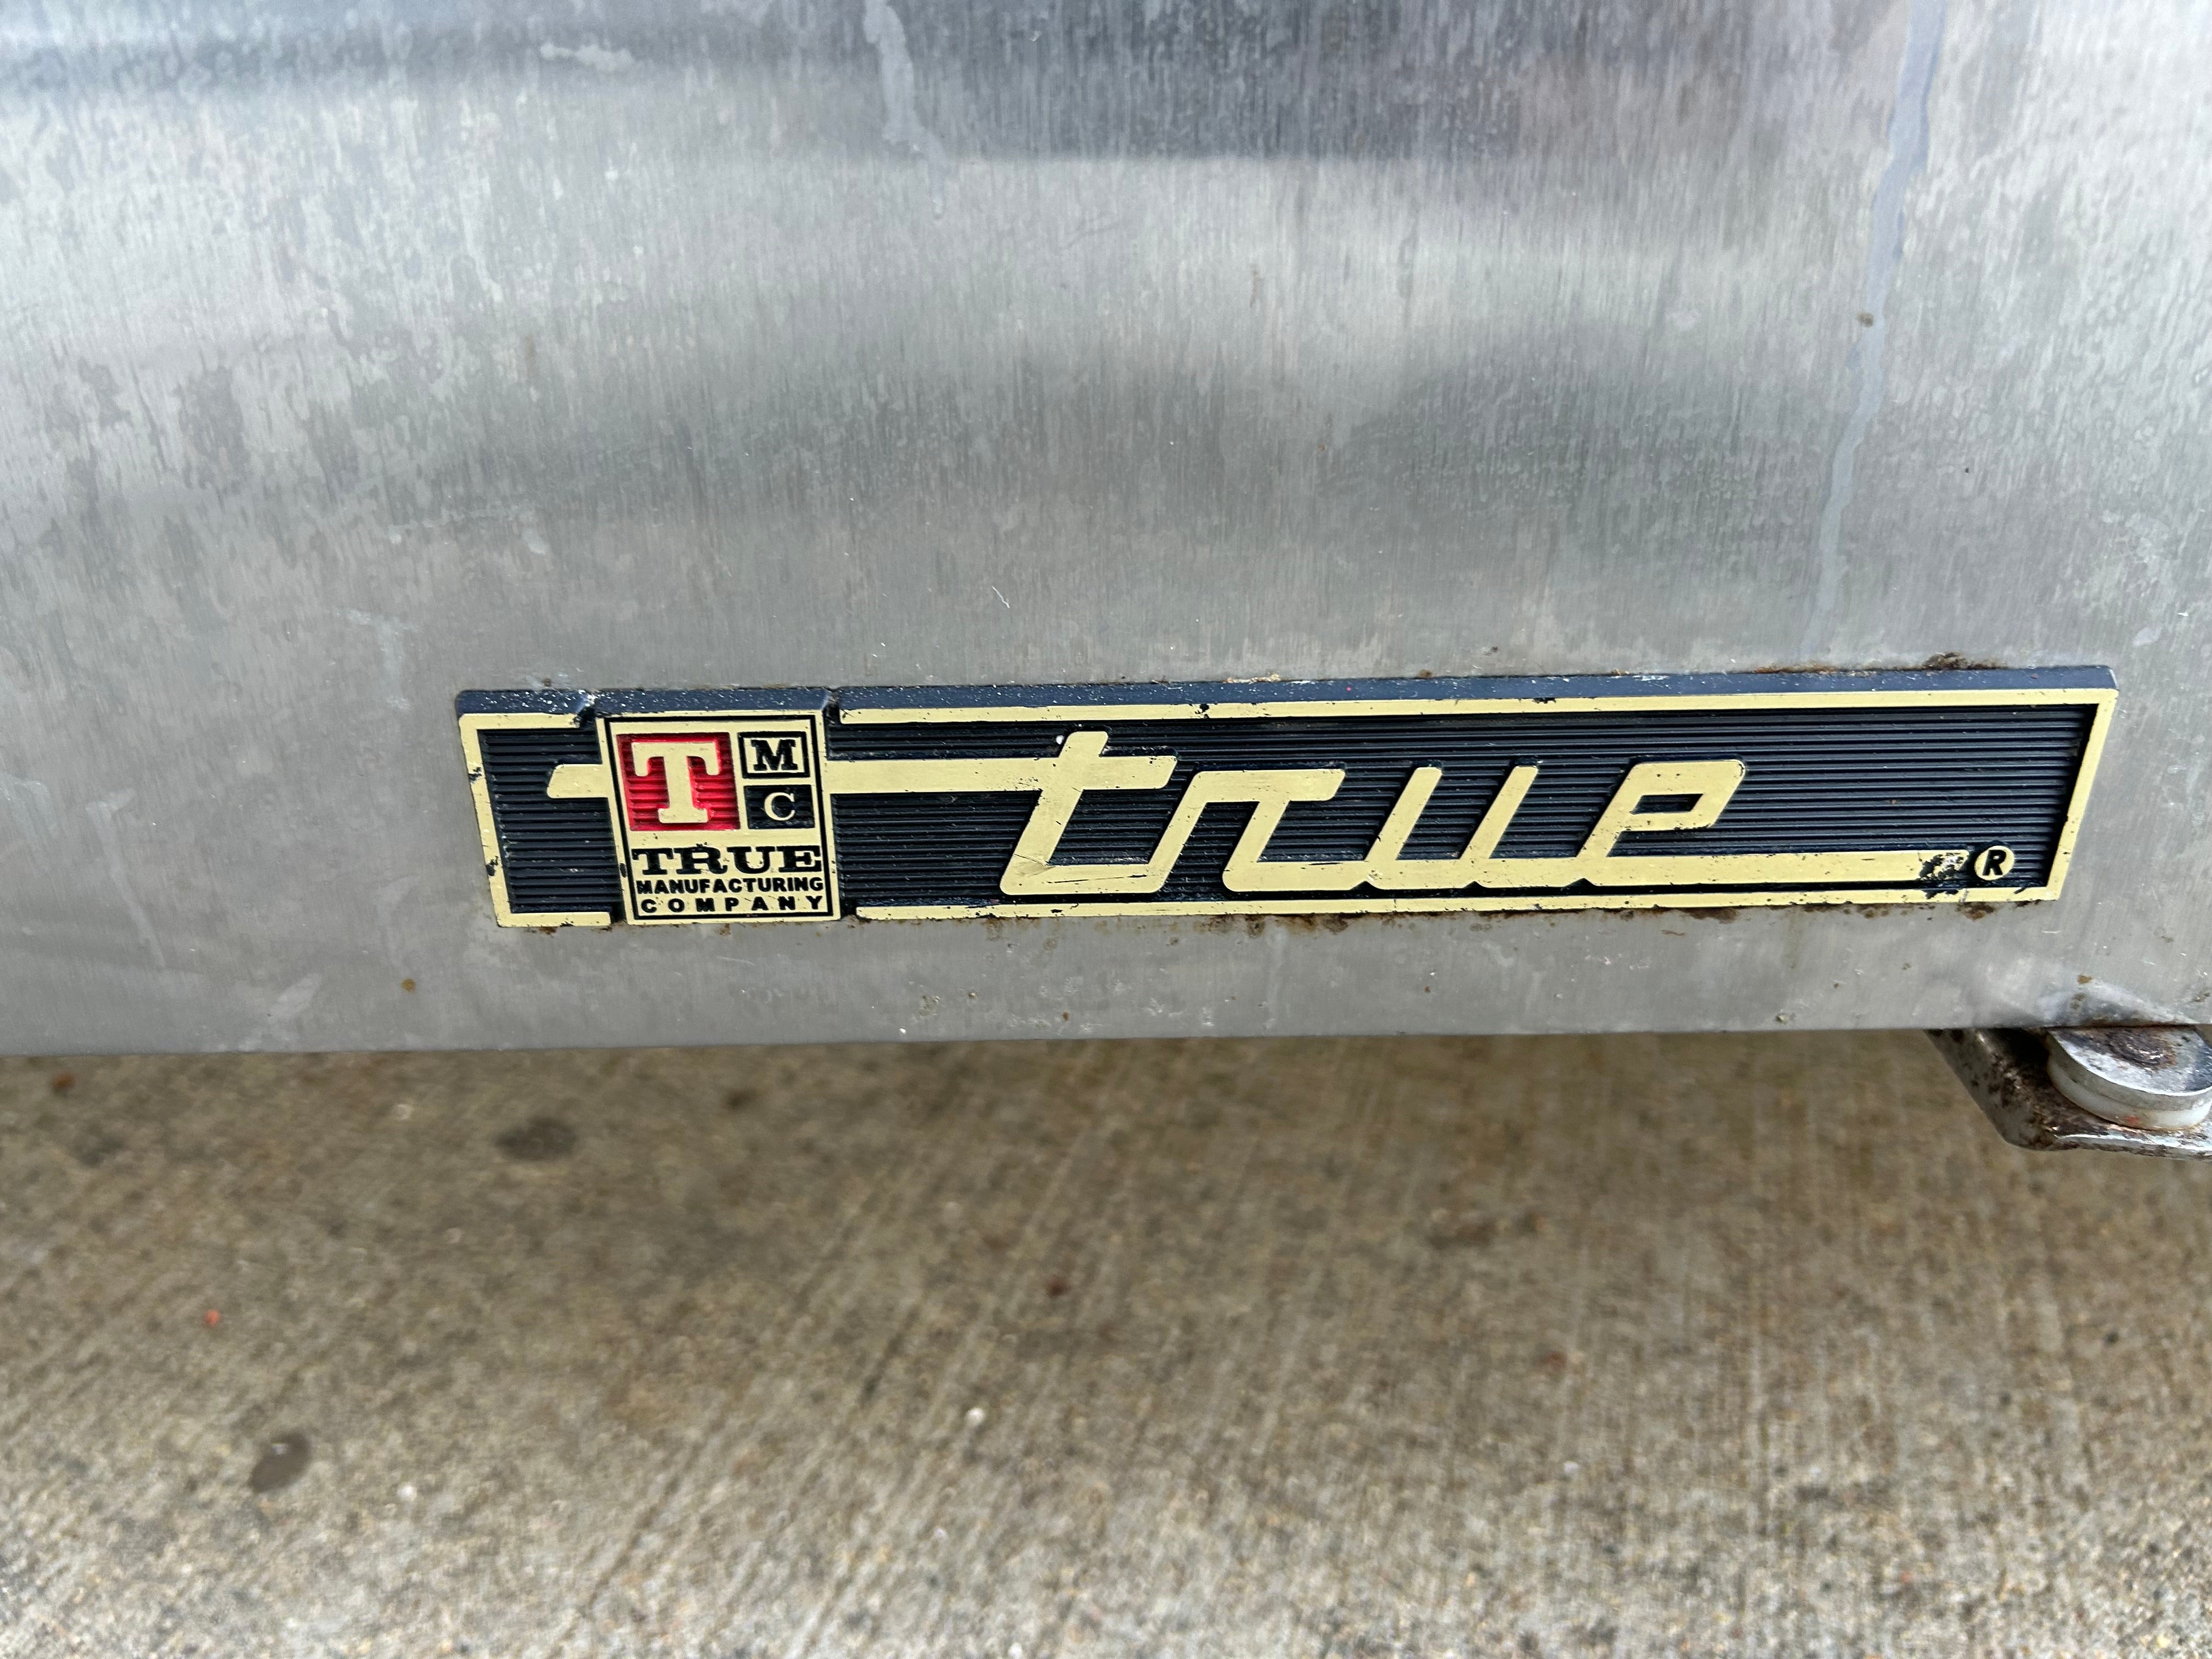 T M
C
TRUE
MANUFACTURING
COMPANY
true ®